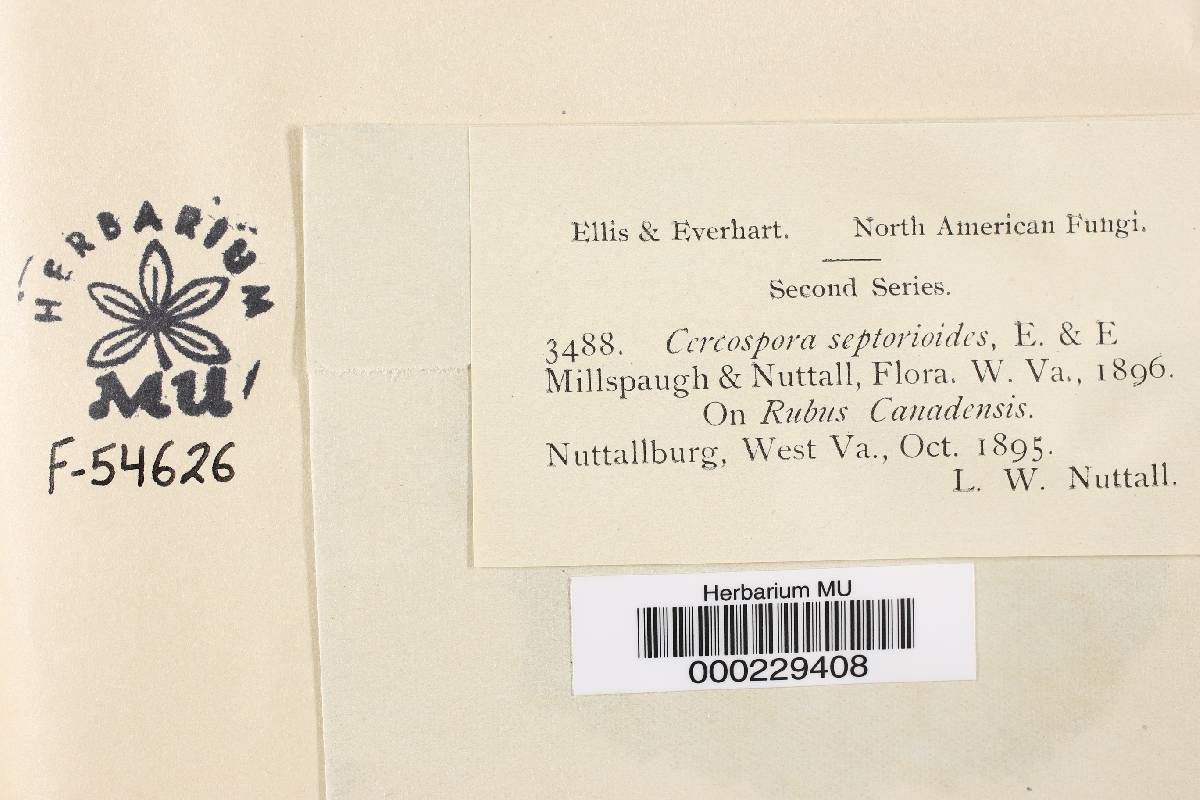 HERBARIUM
MU
F-54626
Ellis & Everhart. North American Fungi.
Second Series.
3488. Cercospora septorioides, E. & E
Millspaugh & Nuttall, Flora. W. Va., 1896.
On Rubus Canadensis.
Nuttallburg, West Va., Oct. 1895.
L. W. Nuttall.
Herbarium MU
000229408